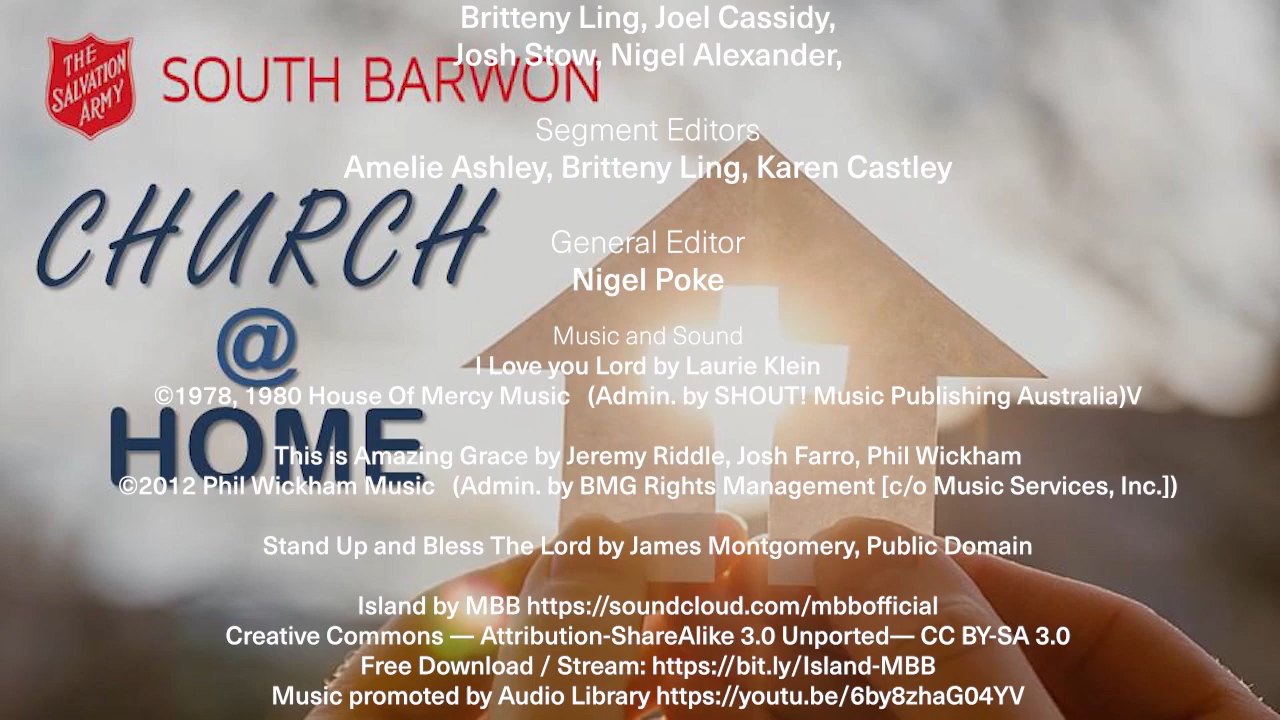 Britteny Ling, Joel Cassidy,
Josh Stow, Nigel Alexander,
THE
SALVATION
ARMY
SOUTH BARWON
Segment Editors
Amelie Ashley, Britteny Ling, Karen Castley
CHURCH
@
HOME
General Editor
Nigel Poke
Music and Sound
I Love you Lord by Laurie Klein
©1978, 1980 House Of Mercy Music (Admin. by SHOUT! Music Publishing Australia)V
This is Amazing Grace by Jeremy Riddle, Josh Farro, Phil Wickham
©2012 Phil Wickham Music (Admin. by BMG Rights Management [c/o Music Services, Inc.])
Stand Up and Bless The Lord by James Montgomery, Public Domain
Island by MBB https://soundcloud.com/mbbofficial
Creative Commons — Attribution-ShareAlike 3.0 Unported— CC BY-SA 3.0
Free Download / Stream: https://bit.ly/Island-MBB
Music promoted by Audio Library https://youtu.be/6by8zhaG04YV